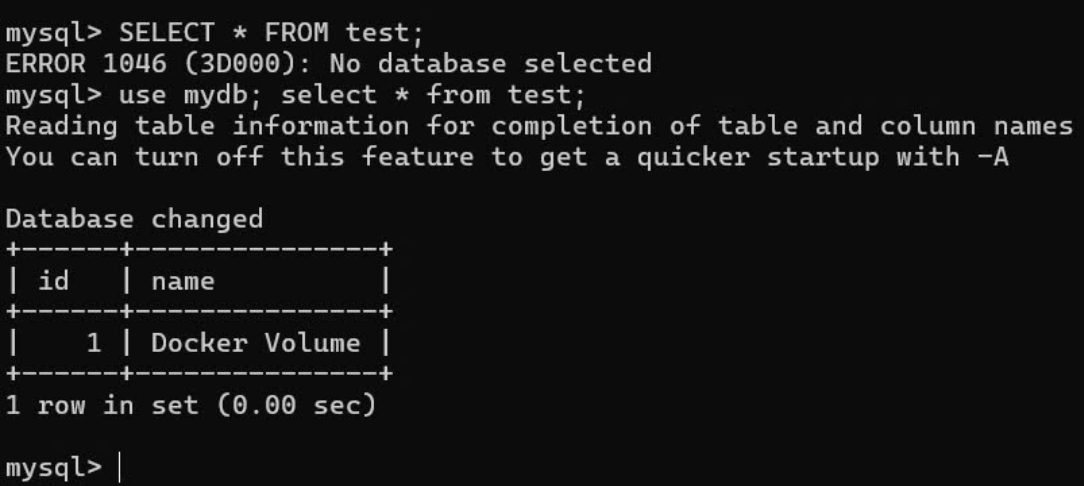 mysql> SELECT * FROM test;
ERROR 1046 (3D000): No database selected
mysql> use mydb; select * from test;
Reading table information for completion of table and column names
You can turn off this feature to get a quicker startup with -A

Database changed
+------+---------------+
| id   | name          |
+------+---------------+
|    1 | Docker Volume |
+------+---------------+
1 row in set (0.00 sec)

mysql>